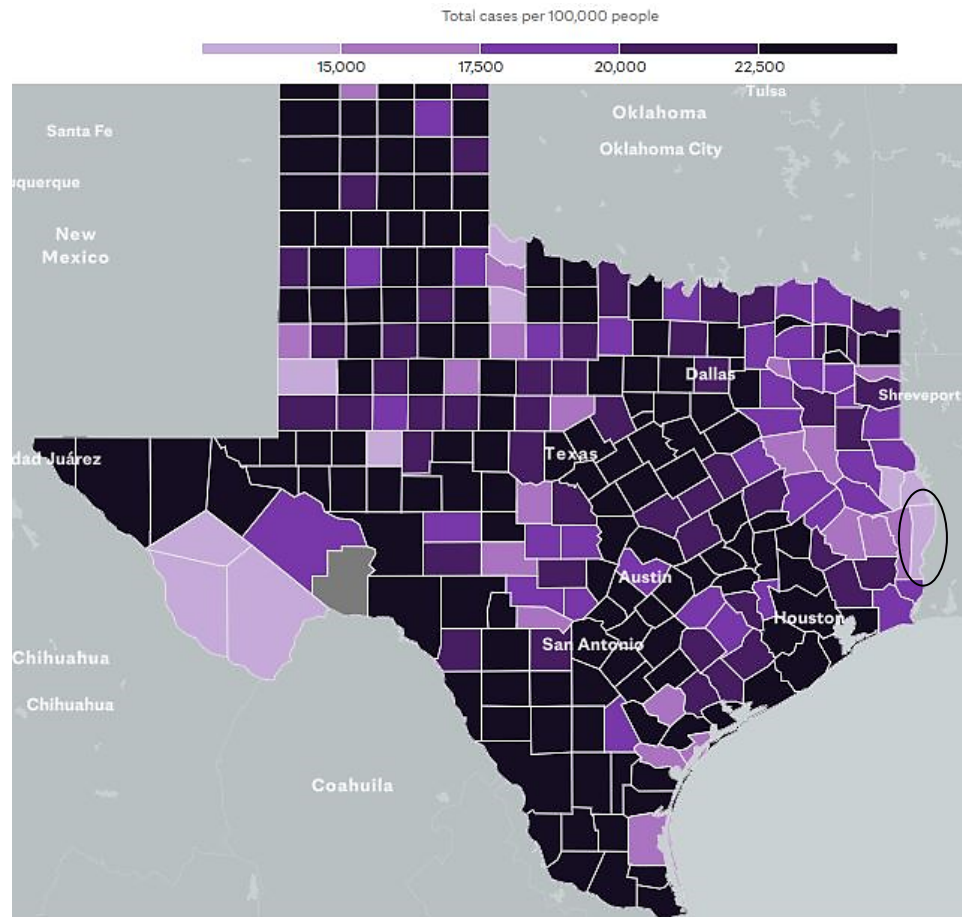 Total cases per 100,000 people
15,000
17,500
20,000
22,500
Tulsa
Oklahoma
Santa Fe
Oklahoma City
uquerque
New
Mexico
Dallas
Shreveport
dad Juárez
Texas
Austin
Houston
San Antonio
Chihuahua
Chihuahua
Coahuila